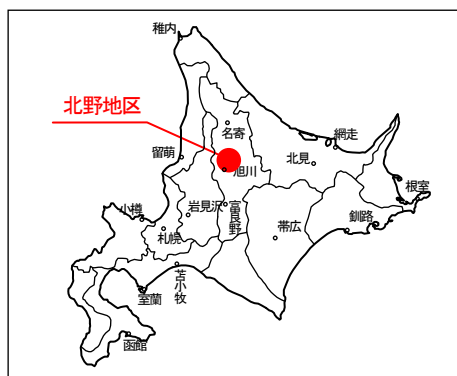 稚内
北野地区
名寄
網走
留萌
北見
旭川
根室
小樽
岩見沢
富良野
釧路
札幌
帯広
苫小牧
室蘭
函館